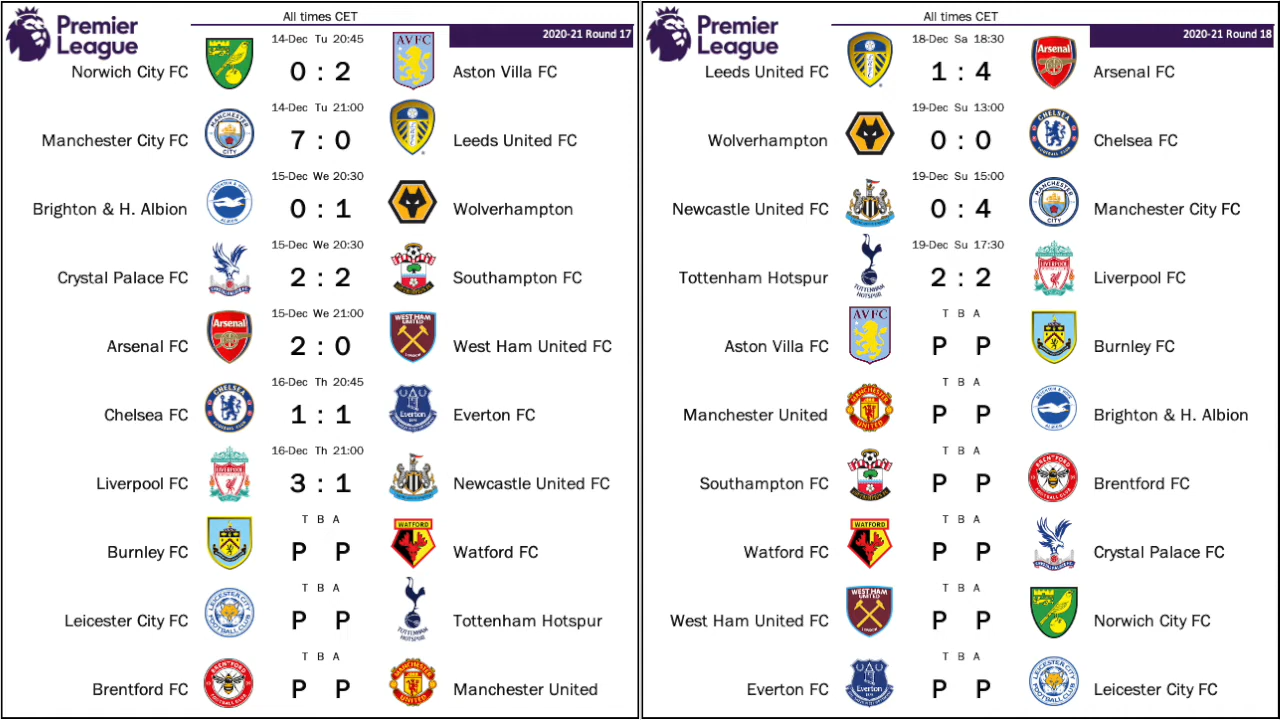 Premier League
All times CET
2020-21 Round 17
14-Dec Tu 20:45
Norwich City FC 0 : 2 Aston Villa FC
14-Dec Tu 21:00
Manchester City FC 7 : 0 Leeds United FC
15-Dec We 20:30
Brighton & H. Albion 0 : 1 Wolverhampton
15-Dec We 20:30
Crystal Palace FC 2 : 2 Southampton FC
15-Dec We 21:00
Arsenal FC 2 : 0 West Ham United FC
16-Dec Th 20:45
Chelsea FC 1 : 1 Everton FC
16-Dec Th 21:00
Liverpool FC 3 : 1 Newcastle United FC
T B A
Burnley FC P P Watford FC
T B A
Leicester City FC P P Tottenham Hotspur
T B A
Brentford FC P P Manchester United
Premier League
All times CET
2020-21 Round 18
18-Dec Sa 18:30
Leeds United FC 1 : 4 Arsenal FC
19-Dec Su 13:00
Wolverhampton 0 : 0 Chelsea FC
19-Dec Su 15:00
Newcastle United FC 0 : 4 Manchester City FC
19-Dec Su 17:30
Tottenham Hotspur 2 : 2 Liverpool FC
T B A
Aston Villa FC P P Burnley FC
T B A
Manchester United P P Brighton & H. Albion
T B A
Southampton FC P P Brentford FC
T B A
Watford FC P P Crystal Palace FC
T B A
West Ham United FC P P Norwich City FC
T B A
Everton FC P P Leicester City FC